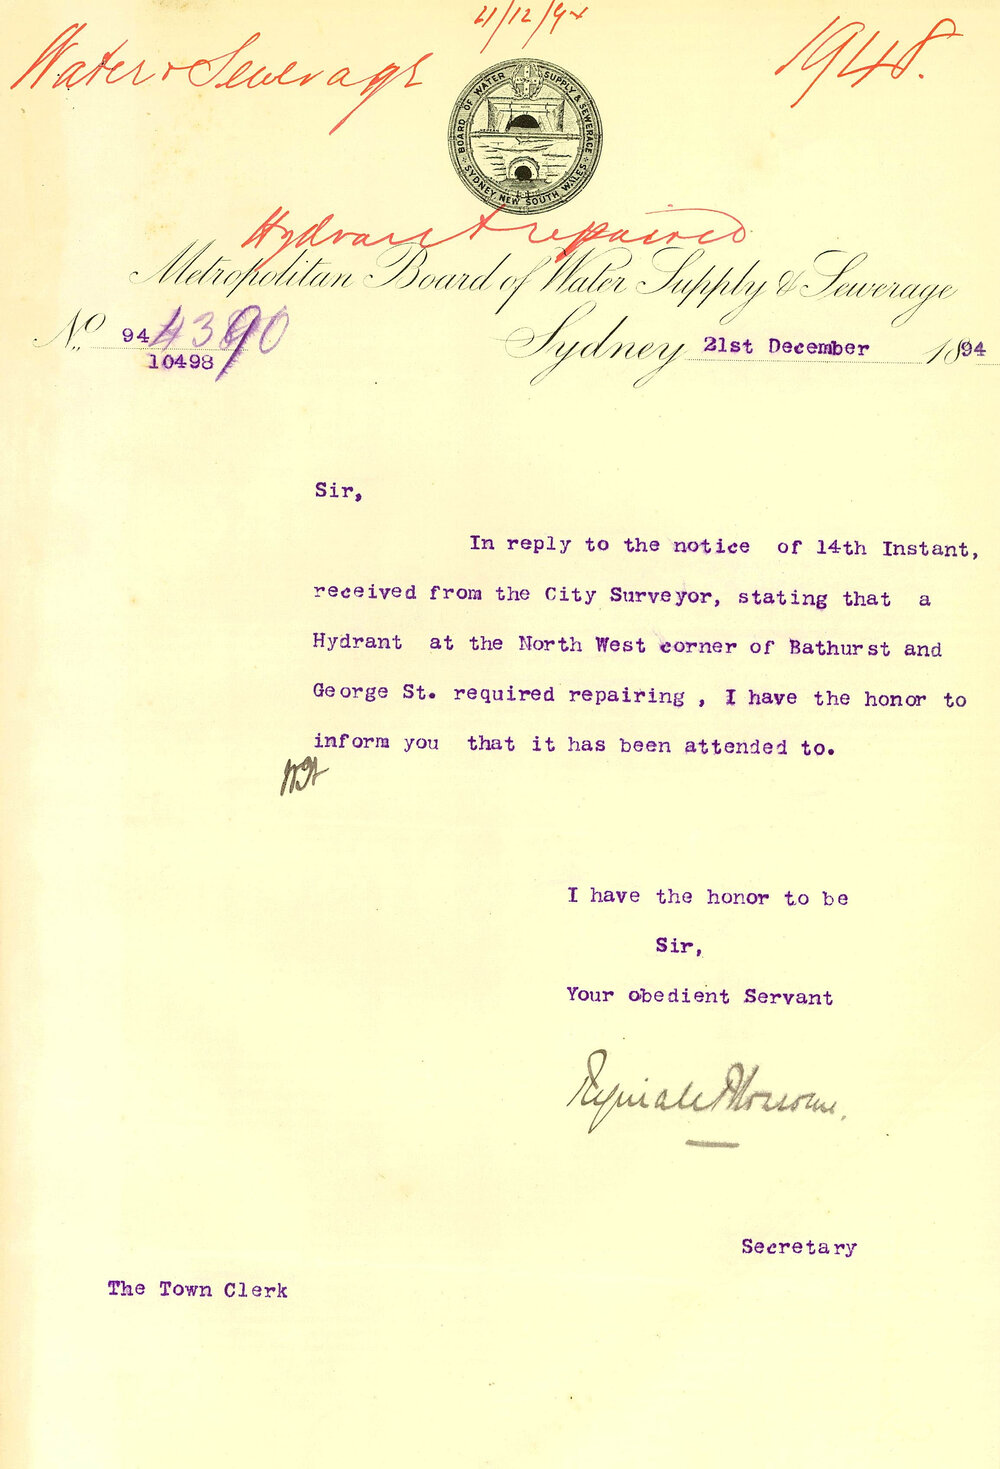 21/12/94
Water & Sewerage
1948.
BOARD OF WATER SUPPLY & SEWERAGE
SYDNEY, NEW SOUTH WALES
Hydrant repaired
Metropolitan Board of Water Supply & Sewerage
No. 94/4390
10498
Sydney 21st December 1894
Sir,
In reply to the notice of 14th Instant,
received from the City Surveyor, stating that a
Hydrant at the North West corner of Bathurst and
George St. required repairing, I have the honor to
inform you that it has been attended to.
I have the honor to be
Sir,
Your obedient Servant
Secretary
The Town Clerk